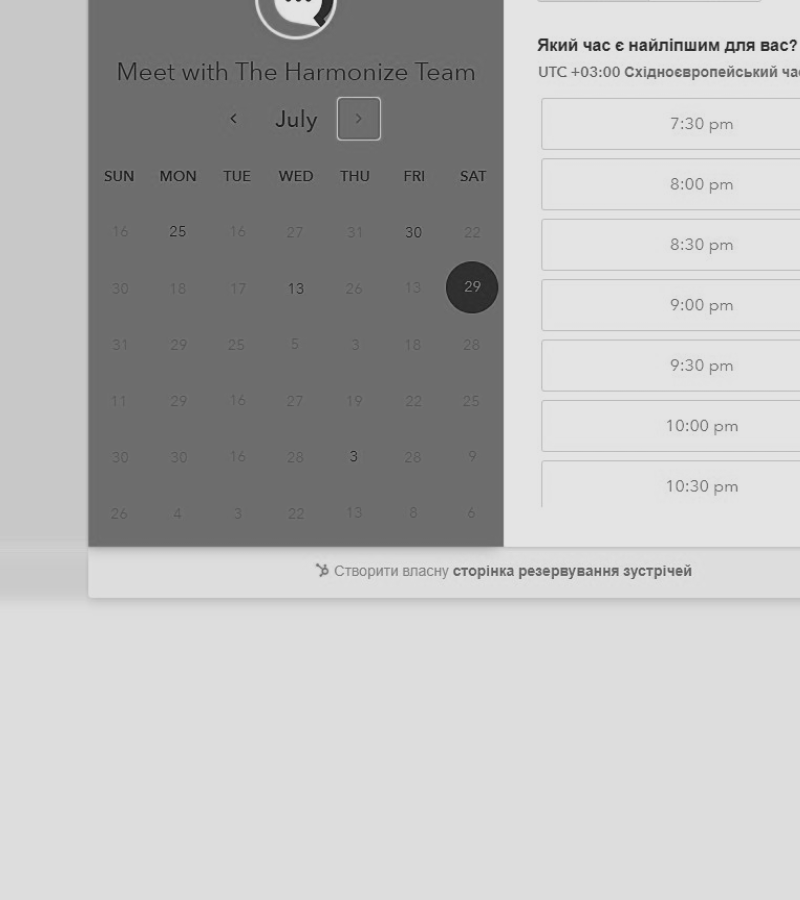 Meet with The Harmonize Team
July
SUN MON TUE WED THU FRI SAT
16 25 16 27 31 30 22
30 18 17 13 26 13 29
31 29 25 5 3 18 28
11 29 16 27 19 22 25
30 30 16 28 3 28 9
26 4 3 22 13 8 6
Який час є найліпшим для вас?
UTC +03:00 Східноєвропейський час
7:30 pm
8:00 pm
8:30 pm
9:00 pm
9:30 pm
10:00 pm
10:30 pm
Створити власну сторінка резервування зустрічей